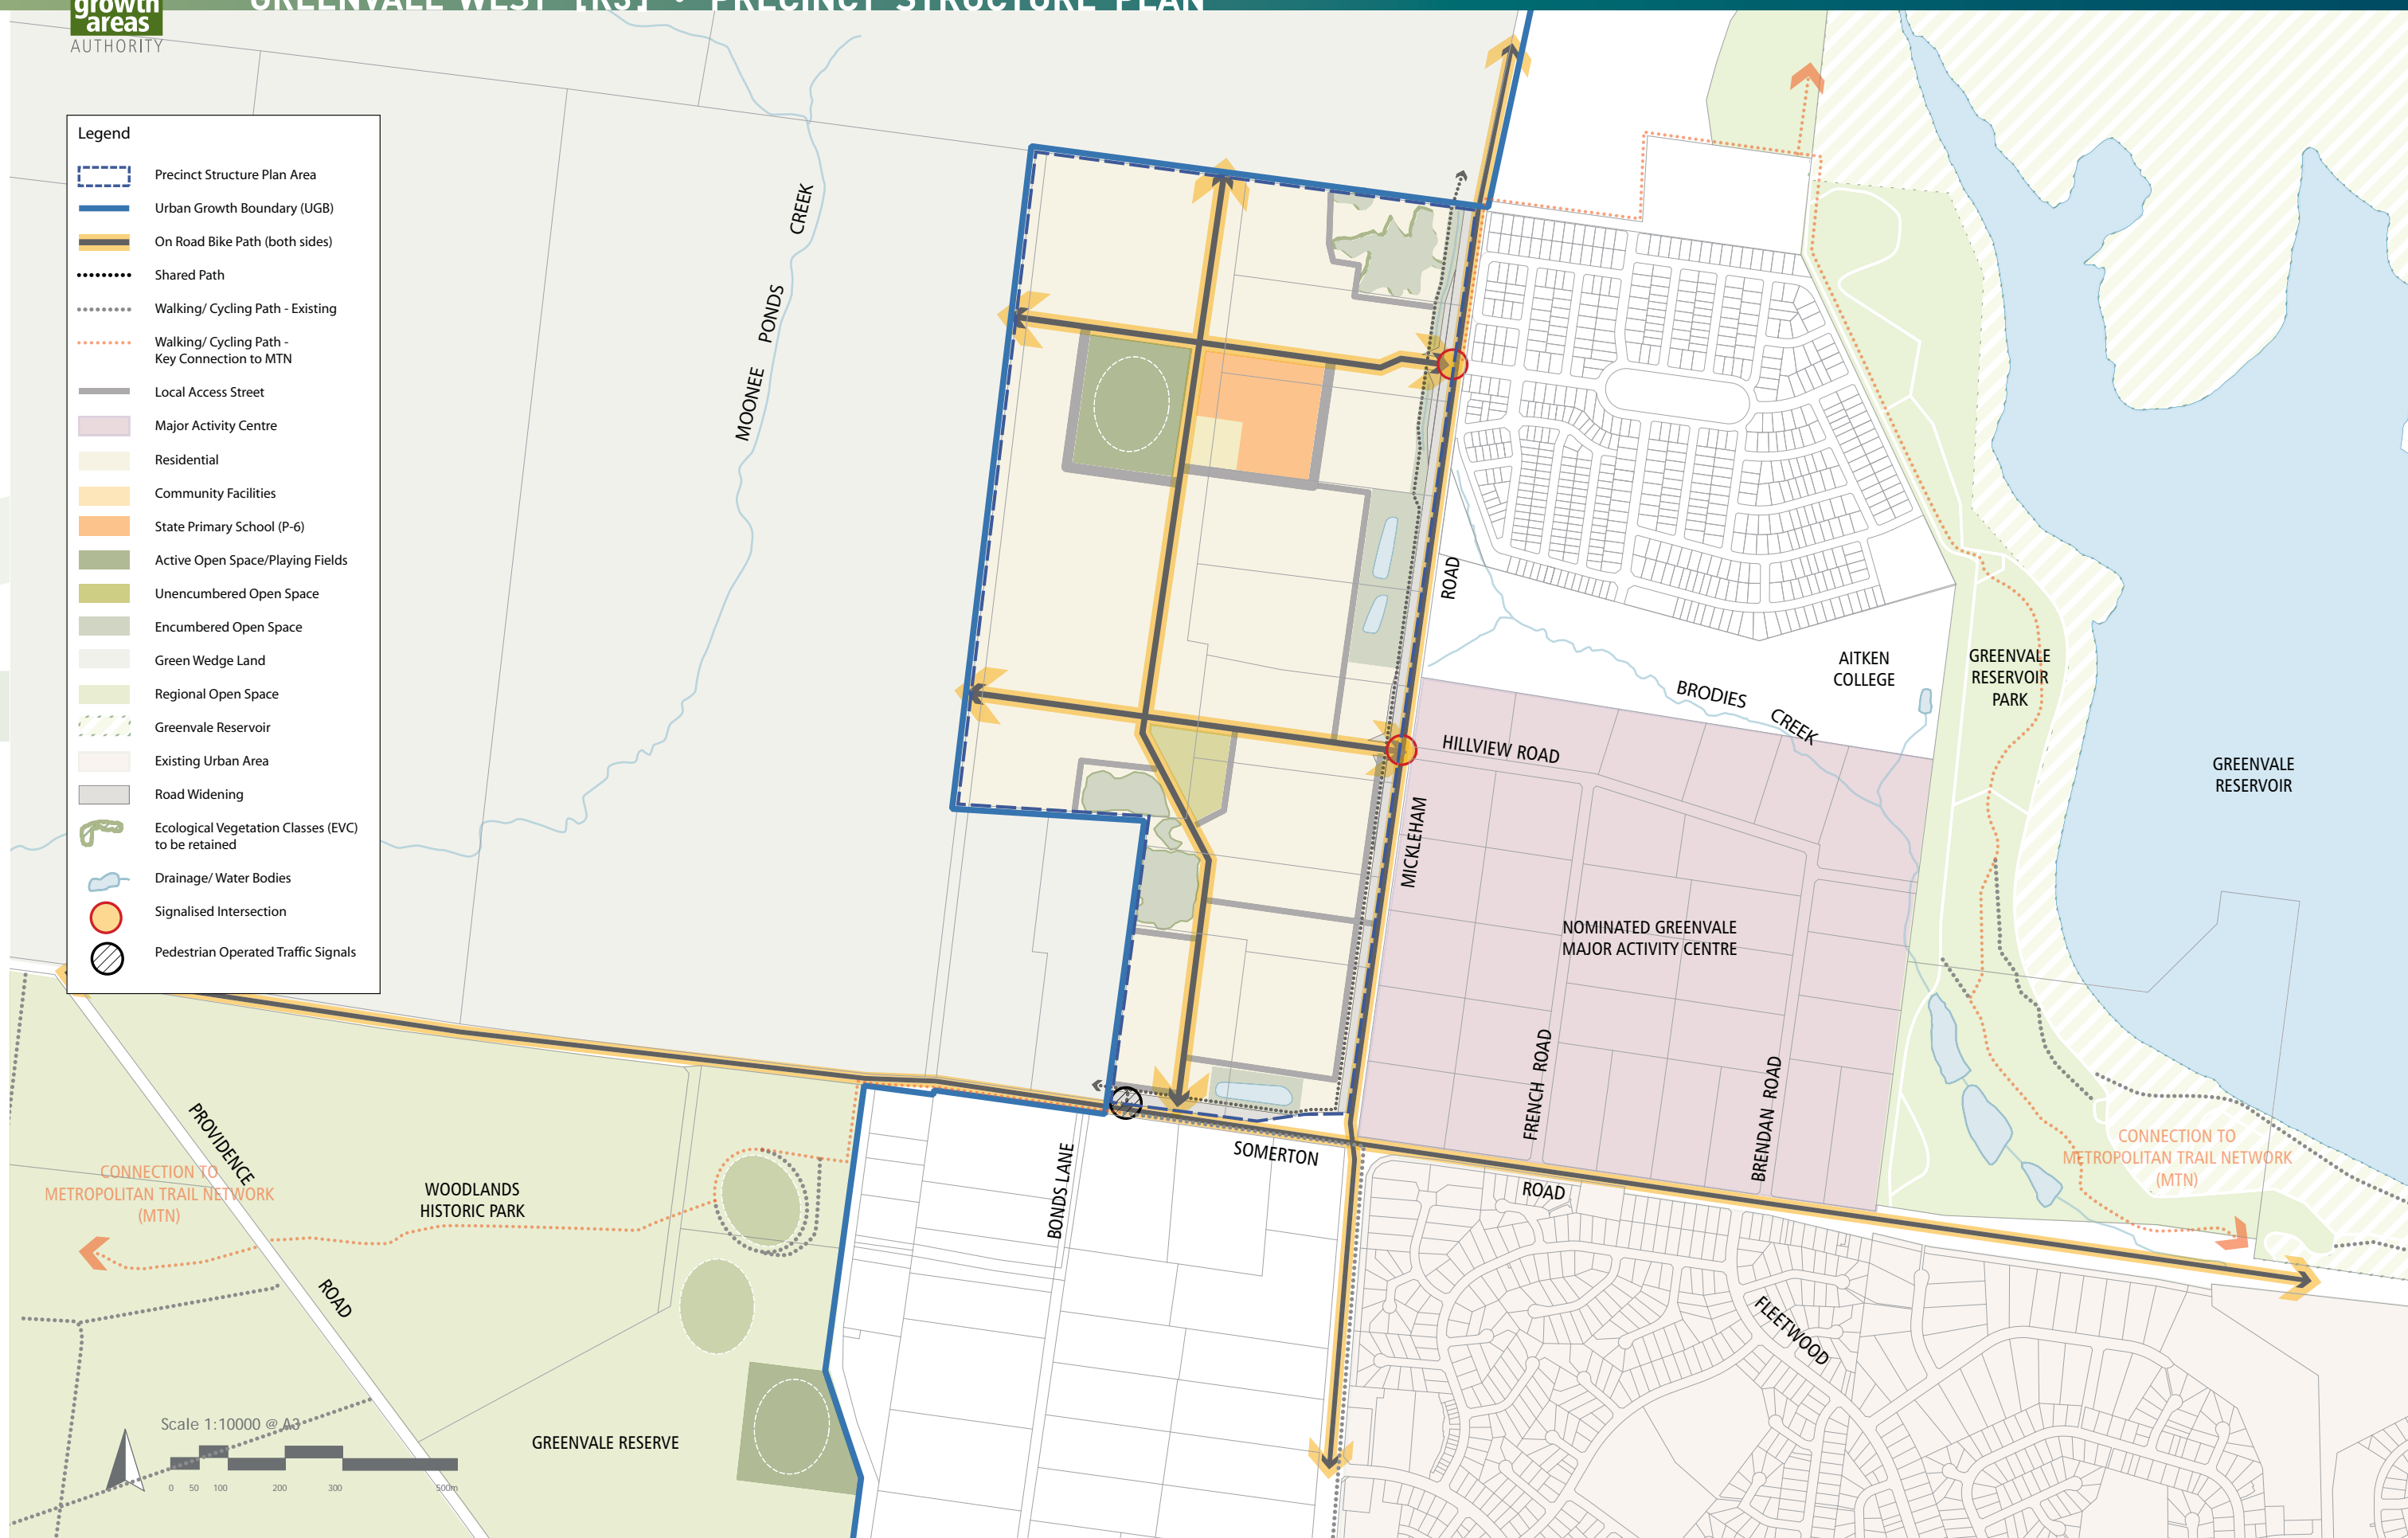 growth
areas
AUTHORITY
GREENVALE WEST (R3) • PRECINCT STRUCTURE PLAN
Legend
Precinct Structure Plan Area
Urban Growth Boundary (UGB)
On Road Bike Path (both sides)
Shared Path
Walking/ Cycling Path - Existing
Walking/ Cycling Path -
Key Connection to MTN
Local Access Street
Major Activity Centre
Residential
Community Facilities
State Primary School (P-6)
Active Open Space/Playing Fields
Unencumbered Open Space
Encumbered Open Space
Green Wedge Land
Regional Open Space
Greenvale Reservoir
Existing Urban Area
Road Widening
Ecological Vegetation Classes (EVC)
to be retained
Drainage/ Water Bodies
Signalised Intersection
Pedestrian Operated Traffic Signals
MOONEE PONDS CREEK
ROAD
MICKLEHAM
HILLVIEW ROAD
BRODIES CREEK
AITKEN
COLLEGE
GREENVALE
RESERVOIR
PARK
GREENVALE
RESERVOIR
NOMINATED GREENVALE
MAJOR ACTIVITY CENTRE
FRENCH ROAD
BRENDAN ROAD
SOMERTON
ROAD
BONDS LANE
FLEETWOOD
PROVIDENCE
ROAD
CONNECTION TO
METROPOLITAN TRAIL NETWORK
(MTN)
WOODLANDS
HISTORIC PARK
CONNECTION TO
METROPOLITAN TRAIL NETWORK
(MTN)
GREENVALE RESERVE
Scale 1:10000 @ A3
0 50 100 200 300 500m